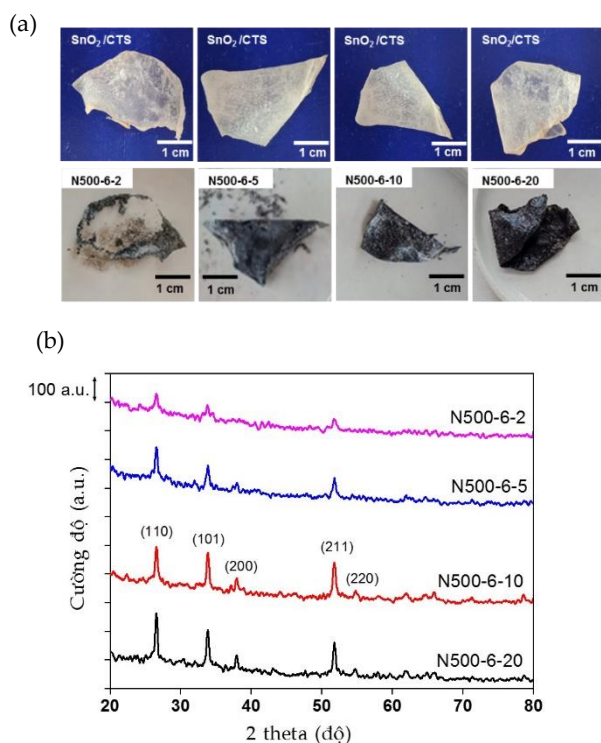 (a)
SnO₂/CTS SnO₂/CTS SnO₂/CTS SnO₂/CTS
1 cm 1 cm 1 cm 1 cm
N500-6-2 N500-6-5 N500-6-10 N500-6-20
1 cm 1 cm 1 cm 1 cm
(b)
100 a.u.
N500-6-2
N500-6-5
(110) (101) (200) (211) (220)
N500-6-10
N500-6-20
Cường độ (a.u.)
20 30 40 50 60 70 80
2 theta (độ)